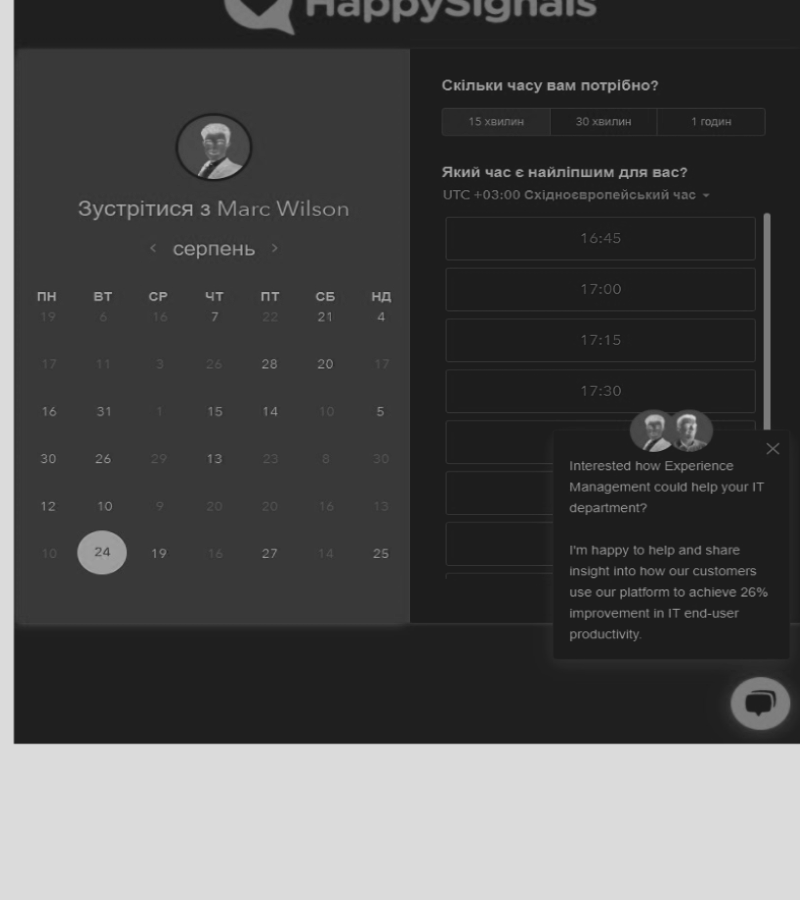 HappySignals
Зустрітися з Marc Wilson
серпень
ПН ВТ СР ЧТ ПТ СБ НД
19 6 16 7 22 21 4
17 11 3 26 28 20 17
16 31 1 15 14 10 5
30 26 29 13 23 8 30
12 10 9 20 20 16 13
10 24 19 16 27 14 25
Скільки часу вам потрібно?
15 хвилин 30 хвилин 1 годин
Який час є найліпшим для вас?
UTC +03:00 Східноєвропейський час
16:45
17:00
17:15
17:30
Interested how Experience
Management could help your IT
department?
I'm happy to help and share
insight into how our customers
use our platform to achieve 26%
improvement in IT end-user
productivity.